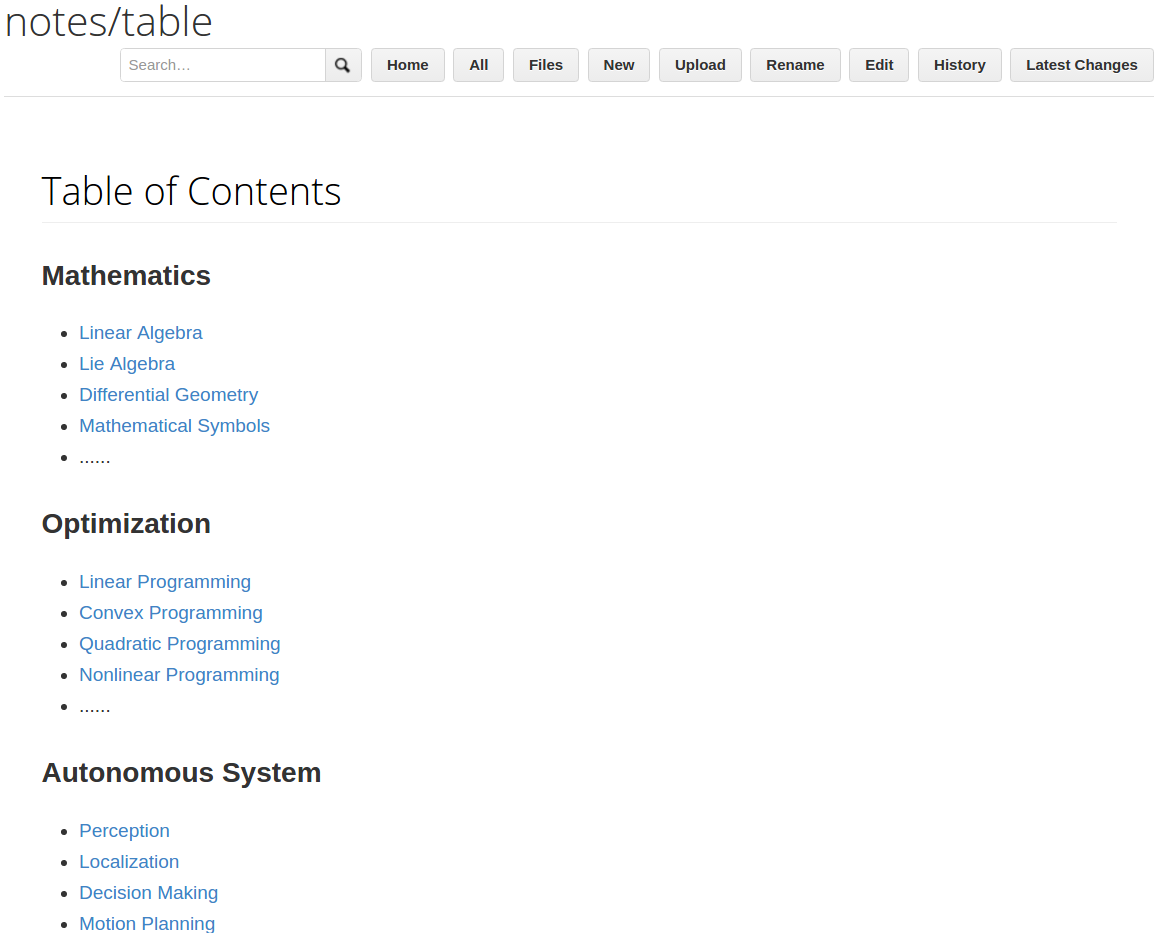 notes/table
Search…
Home All Files New Upload Rename Edit History Latest Changes
Table of Contents
Mathematics
Linear Algebra
Lie Algebra
Differential Geometry
Mathematical Symbols
......
Optimization
Linear Programming
Convex Programming
Quadratic Programming
Nonlinear Programming
......
Autonomous System
Perception
Localization
Decision Making
Motion Planning